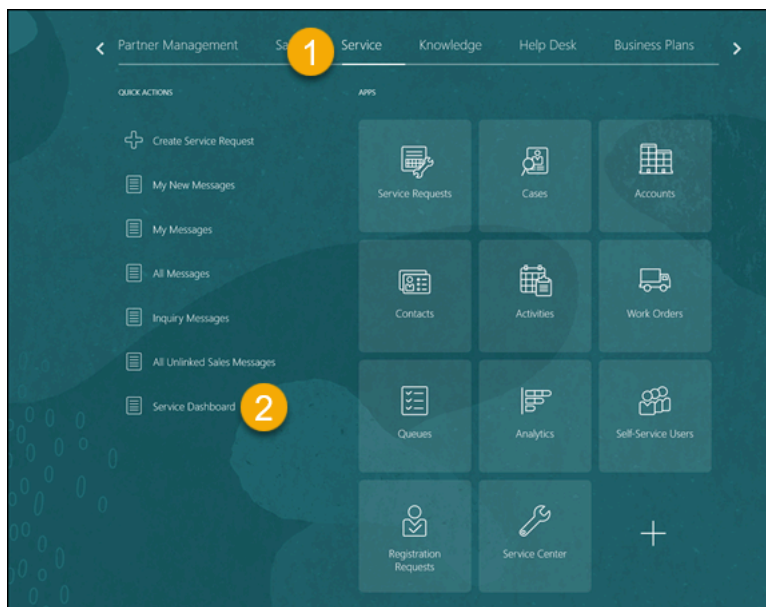 Partner Management
Sa
1
Service
Knowledge
Help Desk
Business Plans
QUICK ACTIONS
Create Service Request
My New Messages
My Messages
All Messages
Inquiry Messages
All Unlinked Sales Messages
Service Dashboard
2
APPS
Service Requests
Cases
Accounts
Contacts
Activities
Work Orders
Queues
Analytics
Self-Service Users
Registration
Requests
Service Center